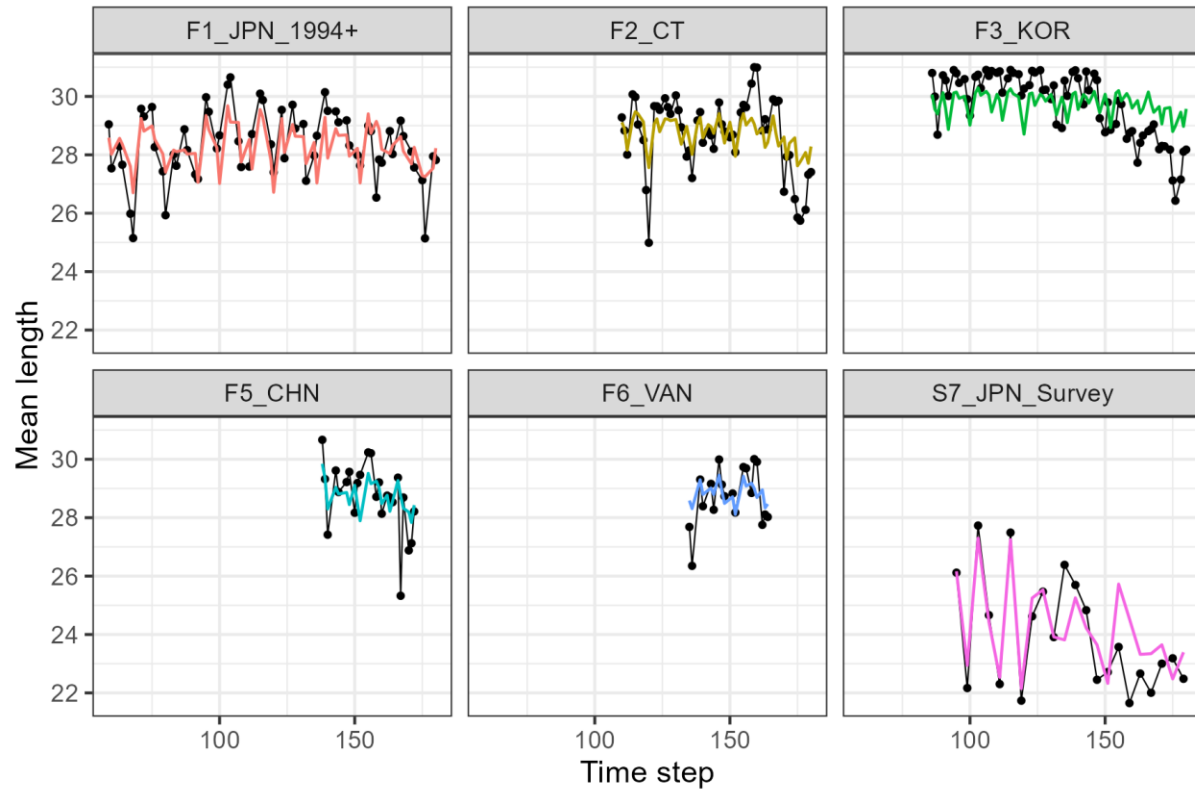 F1_JPN_1994+
F2_CT
F3_KOR
30
28
26
24
22
F5_CHN
F6_VAN
S7_JPN_Survey
30
28
26
24
22
Mean length
100
150
100
150
100
150
Time step